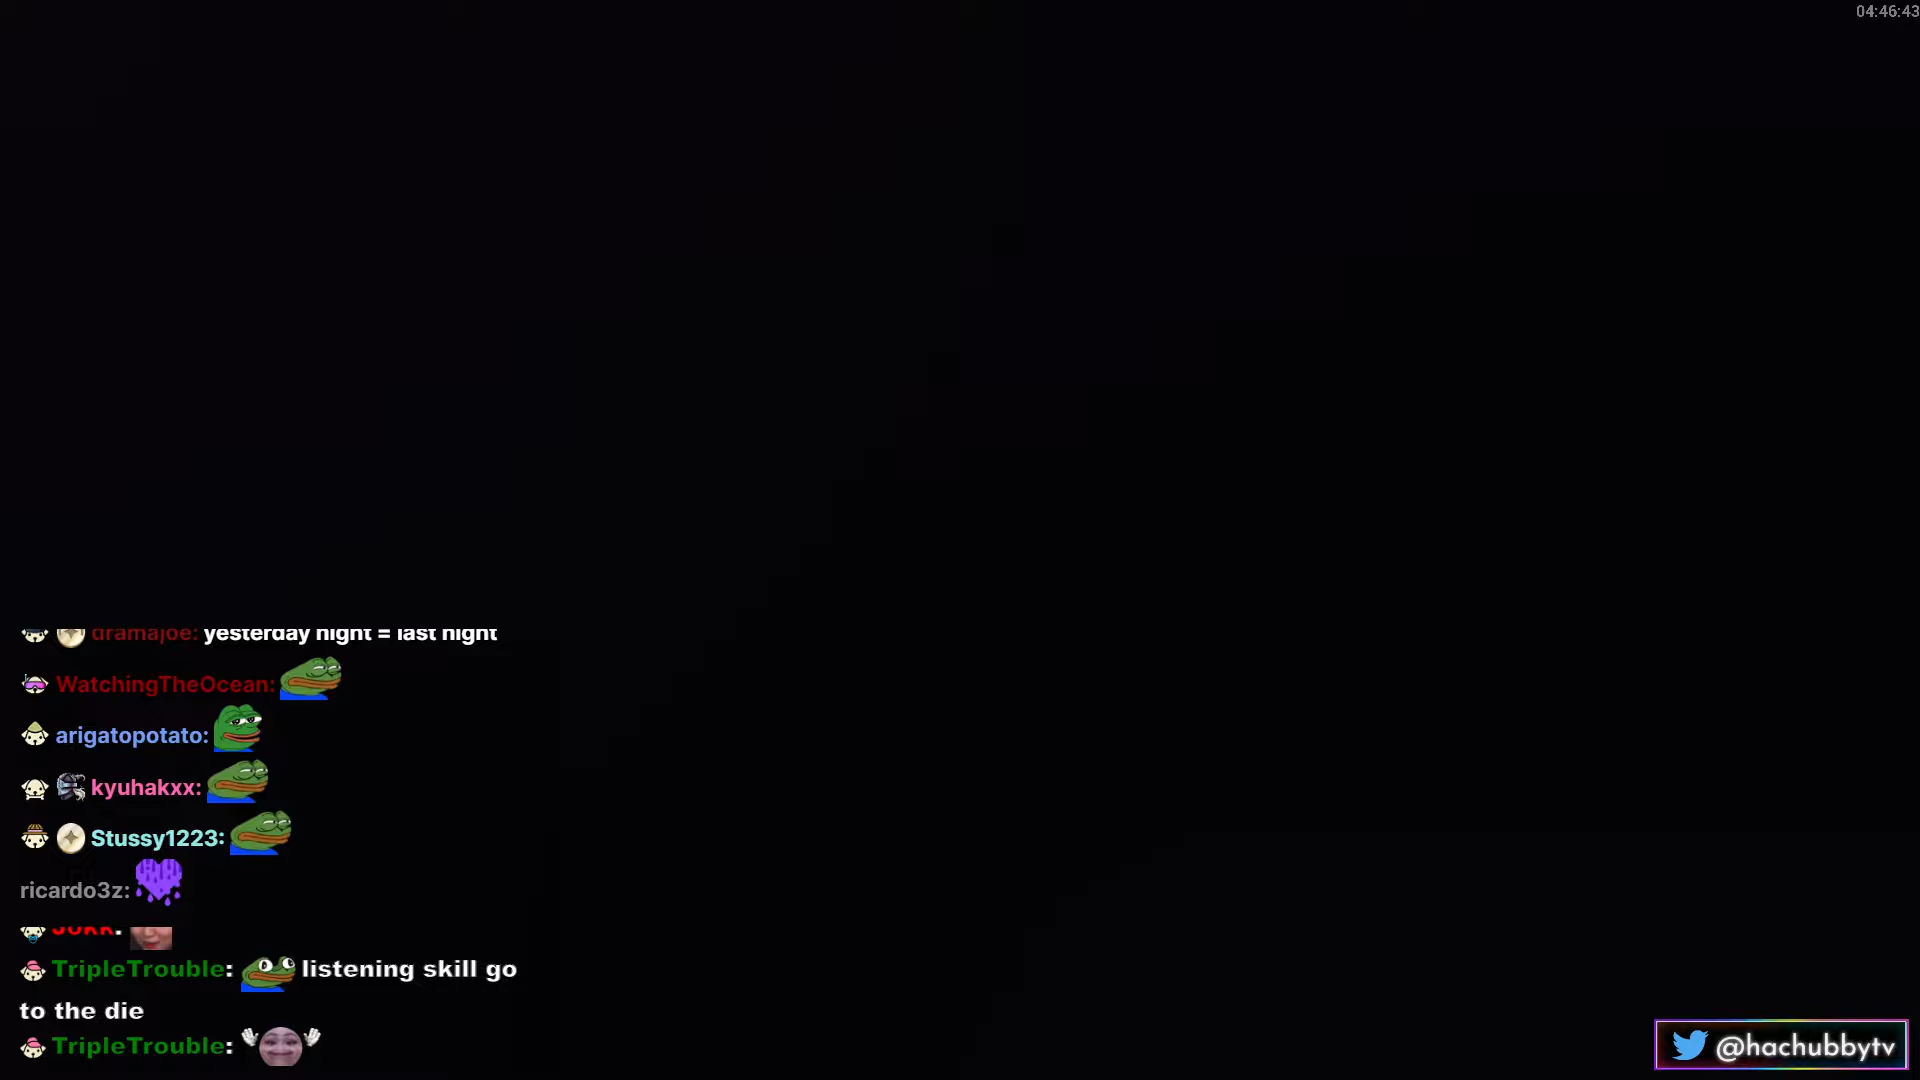 04:46:43
dramajoe: yesterday night = last night
WatchingTheOcean:
arigatopotato:
kyuhakxx:
Stussy1223:
ricardo3z:
TripleTrouble: listening skill go
to the die
TripleTrouble:
@hachubbytv